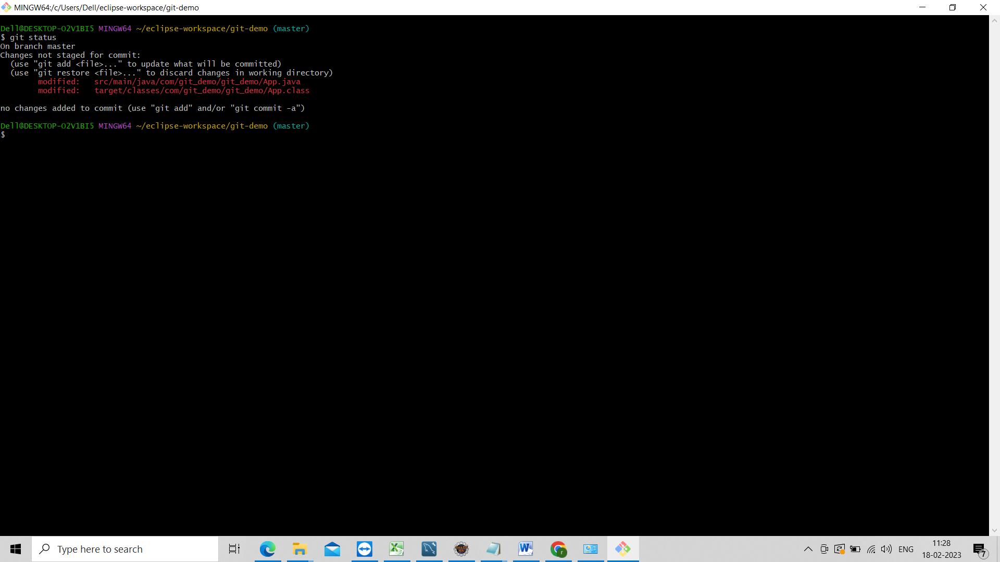 MINGW64:/c/Users/Dell/eclipse-workspace/git-demo
Dell@DESKTOP-O2V1BI5 MINGW64 ~/eclipse-workspace/git-demo (master)
$ git status
On branch master
Changes not staged for commit:
  (use "git add <file>..." to update what will be committed)
  (use "git restore <file>..." to discard changes in working directory)
        modified:   src/main/java/com/git_demo/git_demo/App.java
        modified:   target/classes/com/git_demo/git_demo/App.class
no changes added to commit (use "git add" and/or "git commit -a")
Dell@DESKTOP-O2V1BI5 MINGW64 ~/eclipse-workspace/git-demo (master)
$
Type here to search
ENG
11:28
18-02-2023
7